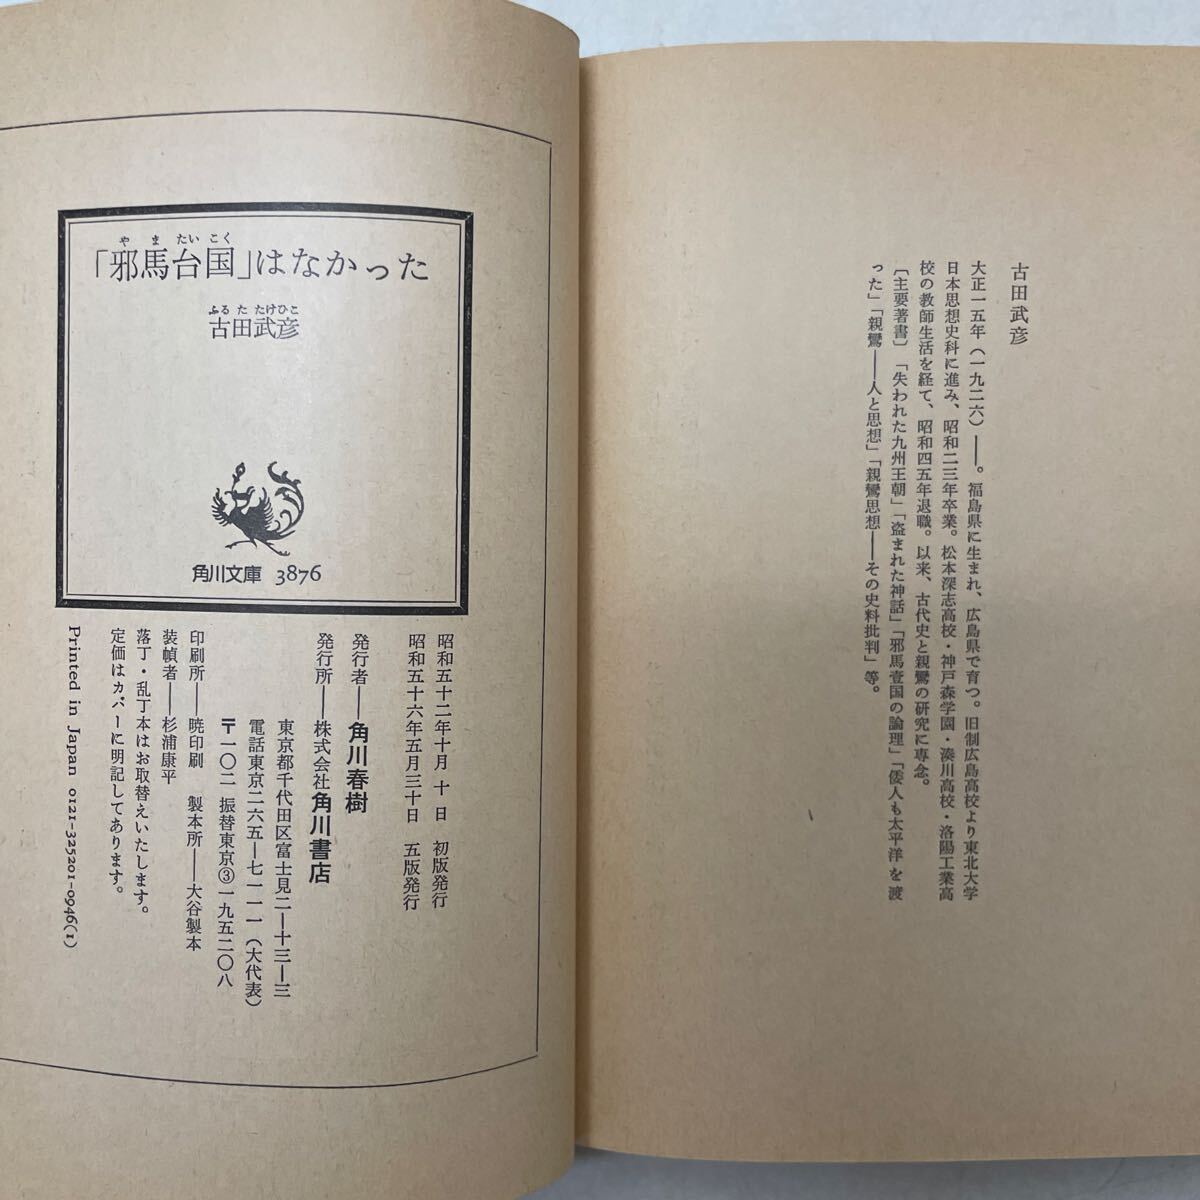 古田武彦
大正一五年（一九二六）――。福島県に生まれ、広島県で育つ。旧制広島高校より東北大学
日本思想史科に進み、昭和二三年卒業。松本深志高校・神戸森学園・湊川高校・洛陽工業高
校の教師生活を経て、昭和四五年退職。以来、古代史と親鸞の研究に専念。
〔主要著書〕「失われた九州王朝」「盗まれた神話」「邪馬壹国の論理」「倭人も太平洋を渡
った」「親鸞――人と思想」「親鸞思想――その史料批判」等。
やまたいこく
「邪馬台国」はなかった
ふるたたけひこ
古田武彦
角川文庫 3876
昭和五十二年十月 十 日 初版発行
昭和五十六年五月三十日 五版発行
発行者――角川春樹
発行所――株式会社角川書店
東京都千代田区富士見二―十三―三
電話東京二六五―七一一一（大代表）
〒一〇二 振替東京③一九五二〇八
印刷所――暁印刷 製本所――大谷製本
装幀者――杉浦康平
落丁・乱丁本はお取替えいたします。
定価はカバーに明記してあります。
Printed in Japan 0121-325201-0946(1)